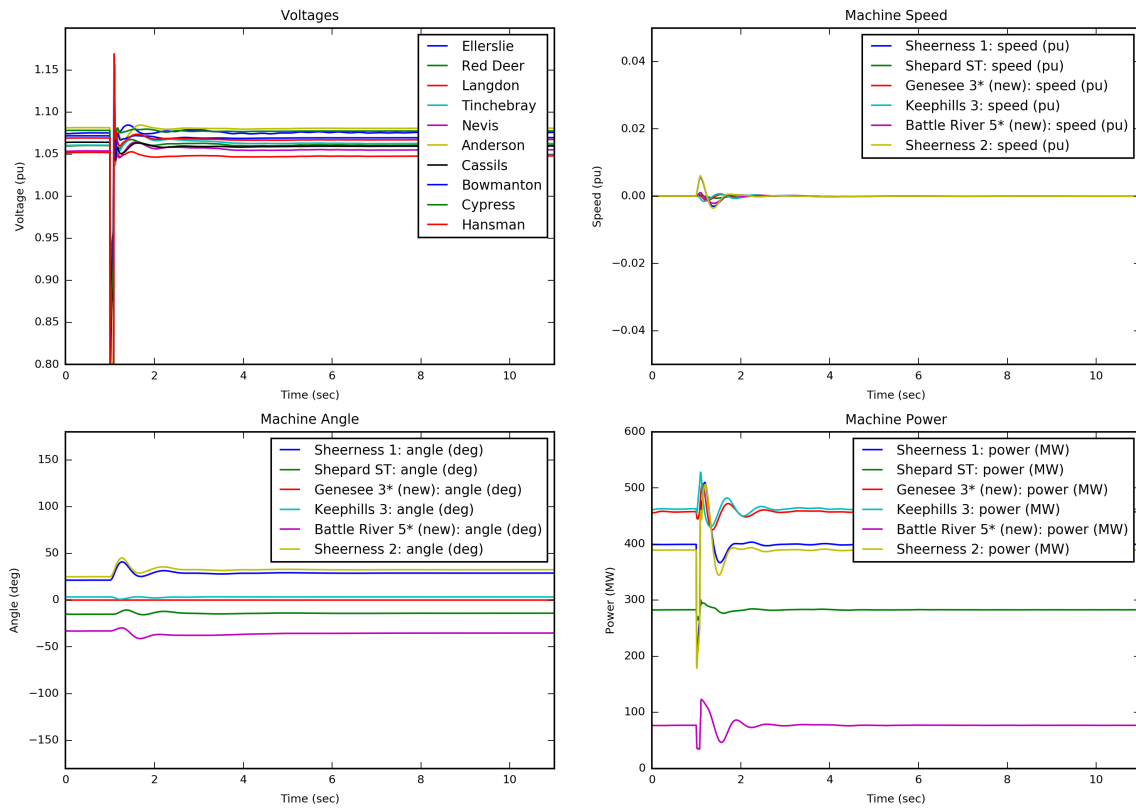 Voltages
1.15
1.10
1.05
1.00
0.95
0.90
0.85
0.80
Voltage (pu)
0
2
4
6
8
10
Time (sec)
Ellerslie
Red Deer
Langdon
Tinchebray
Nevis
Anderson
Cassils
Bowmanton
Cypress
Hansman
Machine Speed
0.04
0.02
0.00
−0.02
−0.04
Speed (pu)
0
2
4
6
8
10
Time (sec)
Sheerness 1: speed (pu)
Shepard ST: speed (pu)
Genesee 3* (new): speed (pu)
Keephills 3: speed (pu)
Battle River 5* (new): speed (pu)
Sheerness 2: speed (pu)
Machine Angle
150
100
50
0
−50
−100
−150
Angle (deg)
0
2
4
6
8
10
Time (sec)
Sheerness 1: angle (deg)
Shepard ST: angle (deg)
Genesee 3* (new): angle (deg)
Keephills 3: angle (deg)
Battle River 5* (new): angle (deg)
Sheerness 2: angle (deg)
Machine Power
600
500
400
300
200
100
0
Power (MW)
0
2
4
6
8
10
Time (sec)
Sheerness 1: power (MW)
Shepard ST: power (MW)
Genesee 3* (new): power (MW)
Keephills 3: power (MW)
Battle River 5* (new): power (MW)
Sheerness 2: power (MW)